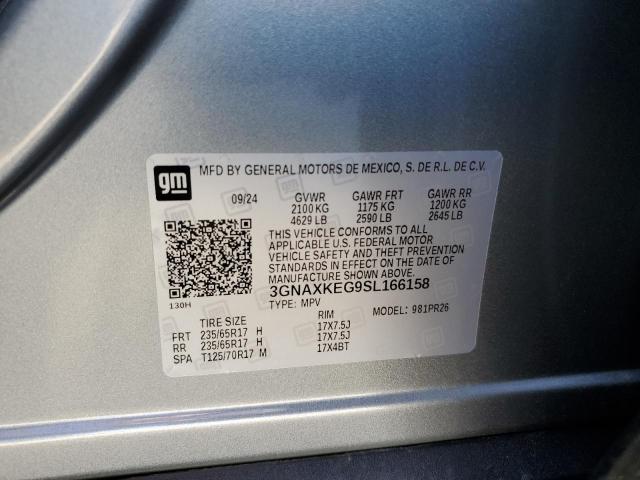 gm
MFD BY GENERAL MOTORS DE MEXICO, S. DE R.L. DE C.V.
09/24 GVWR GAWR FRT GAWR RR
2100 KG 1175 KG 1200 KG
4629 LB 2590 LB 2645 LB
THIS VEHICLE CONFORMS TO ALL
APPLICABLE U.S. FEDERAL MOTOR
VEHICLE SAFETY AND THEFT PREVENTION
STANDARDS IN EFFECT ON THE DATE OF
MANUFACTURE SHOWN ABOVE.
3GNAXKEG9SL166158
130H
TYPE: MPV MODEL: 981PR26
TIRE SIZE RIM
FRT 235/65R17 H 17X7.5J
RR 235/65R17 H 17X7.5J
SPA T125/70R17 M 17X4BT